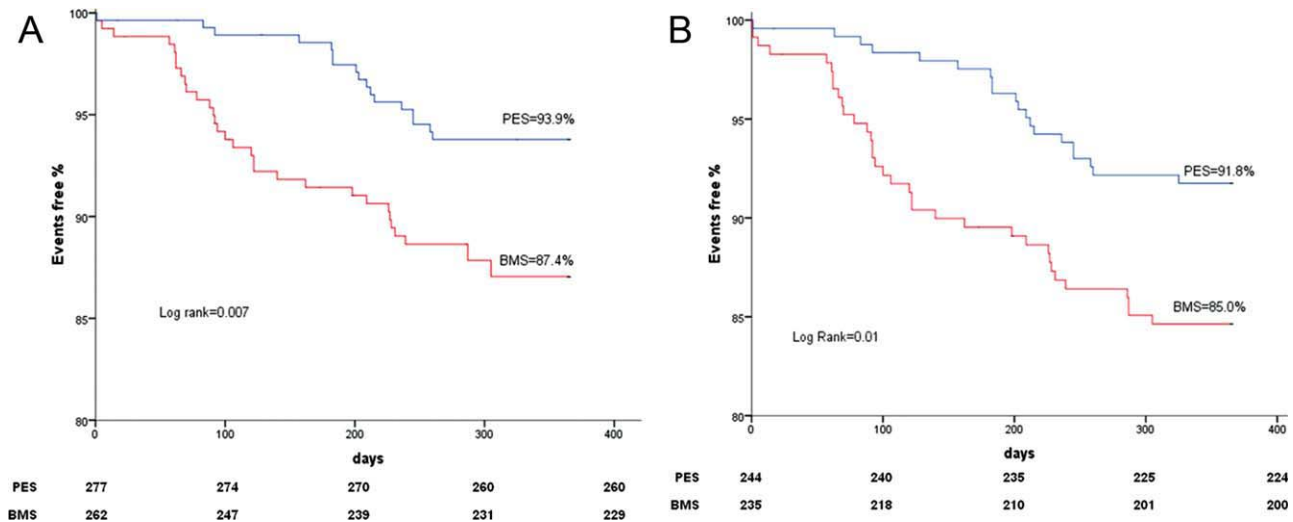 A
Events free %
100
95
90
85
80
PES=93.9%
BMS=87.4%
Log rank=0.007
0 100 200 300 400
days
PES 277 274 270 260 260
BMS 262 247 239 231 229
B
Events free %
100
95
90
85
80
PES=91.8%
BMS=85.0%
Log Rank=0.01
0 100 200 300 400
days
PES 244 240 235 225 224
BMS 235 218 210 201 200